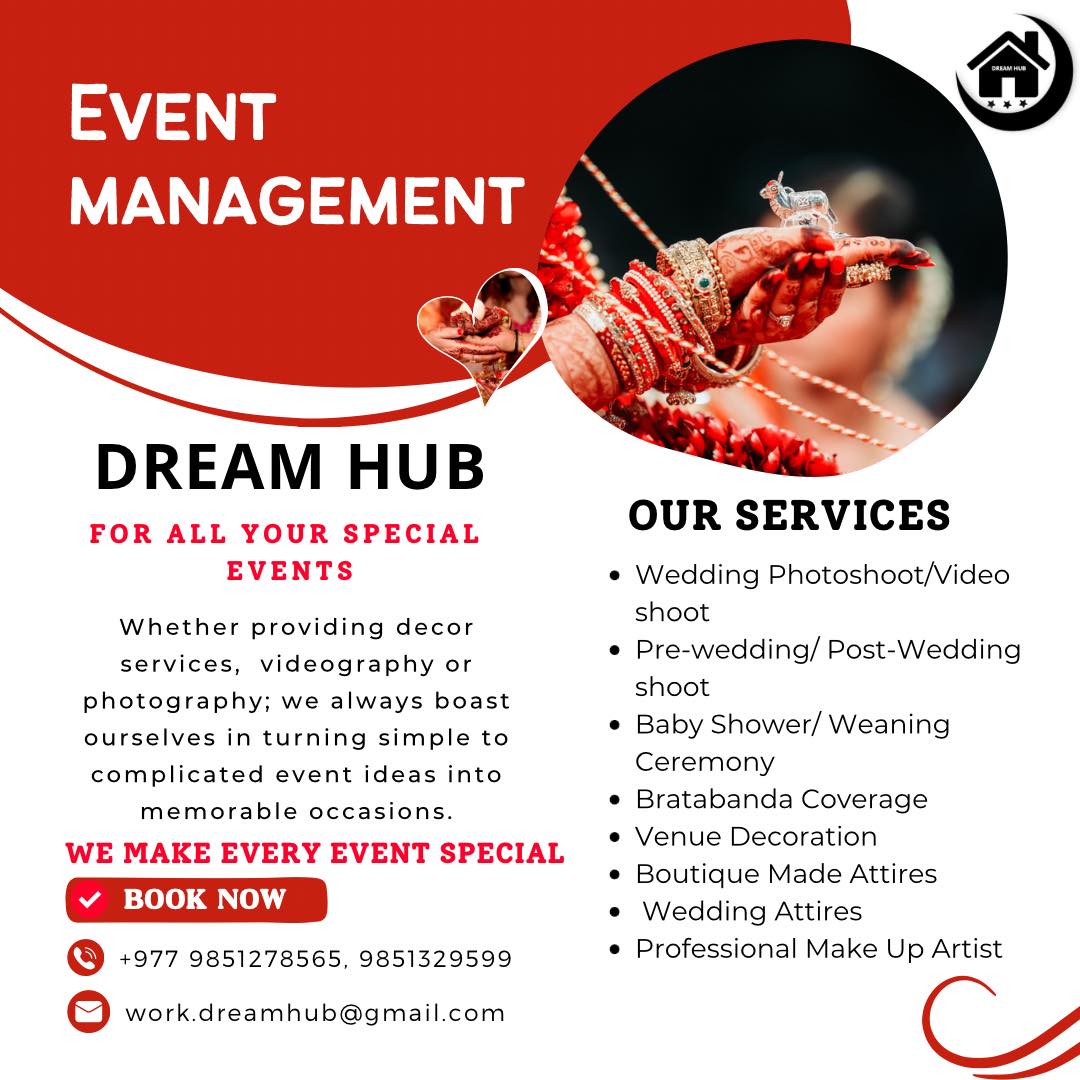 EVENT
MANAGEMENT
DREAM HUB
DREAM HUB
FOR ALL YOUR SPECIAL
EVENTS
Whether providing decor
services, videography or
photography; we always boast
ourselves in turning simple to
complicated event ideas into
memorable occasions.
WE MAKE EVERY EVENT SPECIAL
BOOK NOW
+977 9851278565, 9851329599
work.dreamhub@gmail.com
OUR SERVICES
• Wedding Photoshoot/Video
shoot
• Pre-wedding/ Post-Wedding
shoot
• Baby Shower/ Weaning
Ceremony
• Bratabanda Coverage
• Venue Decoration
• Boutique Made Attires
• Wedding Attires
• Professional Make Up Artist